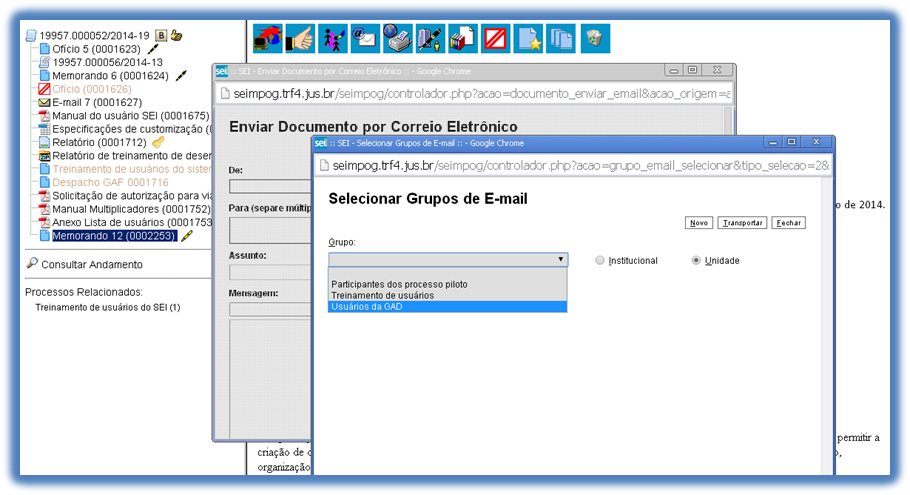 19957.000052/2014-19
Ofício 5 (0001623)
19957.000056/2014-13
Memorando 6 (0001624)
Ofício (0001626)
E-mail 7 (0001627)
Manual do usuário SEI (0001675)
Especificações de customização (
Relatório (0001712)
Relatório de treinamento de deser
Treinamento de usuários do sister
Despacho GAF 0001716
Solicitação de autorização para via
Manual Multiplicadores (0001752)
Anexo Lista de usuários (0001753
Memorando 12 (0002253)
Consultar Andamento
Processos Relacionados:
Treinamento de usuários do SEI (1)
sei :: SEI - Enviar Documento por Correio Eletrônico :: - Google Chrome
seimpog.trf4.jus.br/seimpog/controlador.php?acao=documento_enviar_email&acao_origem=a
Enviar Documento por Correio Eletrônico
De:
Para (separe múltip
Assunto:
Mensagem:
sei :: SEI - Selecionar Grupos de E-mail :: - Google Chrome
seimpog.trf4.jus.br/seimpog/controlador.php?acao=grupo_email_selecionar&tipo_selecao=2&
Selecionar Grupos de E-mail
Novo Transportar Fechar
Grupo:
Institucional Unidade
Participantes dos processo piloto
Treinamento de usuários
Usuários da GAD
o de 2014.
permitir a
criação de
organização